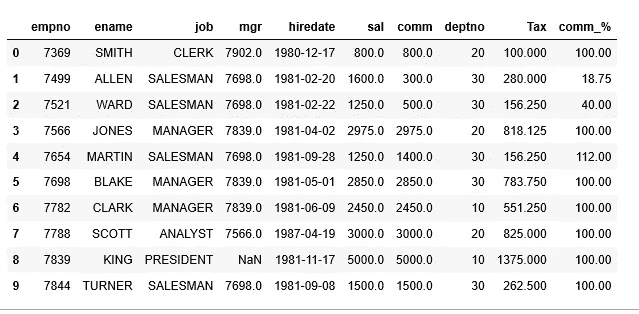 empno ename job mgr hiredate sal comm deptno Tax comm_%
0 7369 SMITH CLERK 7902.0 1980-12-17 800.0 800.0 20 100.000 100.00
1 7499 ALLEN SALESMAN 7698.0 1981-02-20 1600.0 300.0 30 280.000 18.75
2 7521 WARD SALESMAN 7698.0 1981-02-22 1250.0 500.0 30 156.250 40.00
3 7566 JONES MANAGER 7839.0 1981-04-02 2975.0 2975.0 20 818.125 100.00
4 7654 MARTIN SALESMAN 7698.0 1981-09-28 1250.0 1400.0 30 156.250 112.00
5 7698 BLAKE MANAGER 7839.0 1981-05-01 2850.0 2850.0 30 783.750 100.00
6 7782 CLARK MANAGER 7839.0 1981-06-09 2450.0 2450.0 10 551.250 100.00
7 7788 SCOTT ANALYST 7566.0 1987-04-19 3000.0 3000.0 20 825.000 100.00
8 7839 KING PRESIDENT NaN 1981-11-17 5000.0 5000.0 10 1375.000 100.00
9 7844 TURNER SALESMAN 7698.0 1981-09-08 1500.0 1500.0 30 262.500 100.00